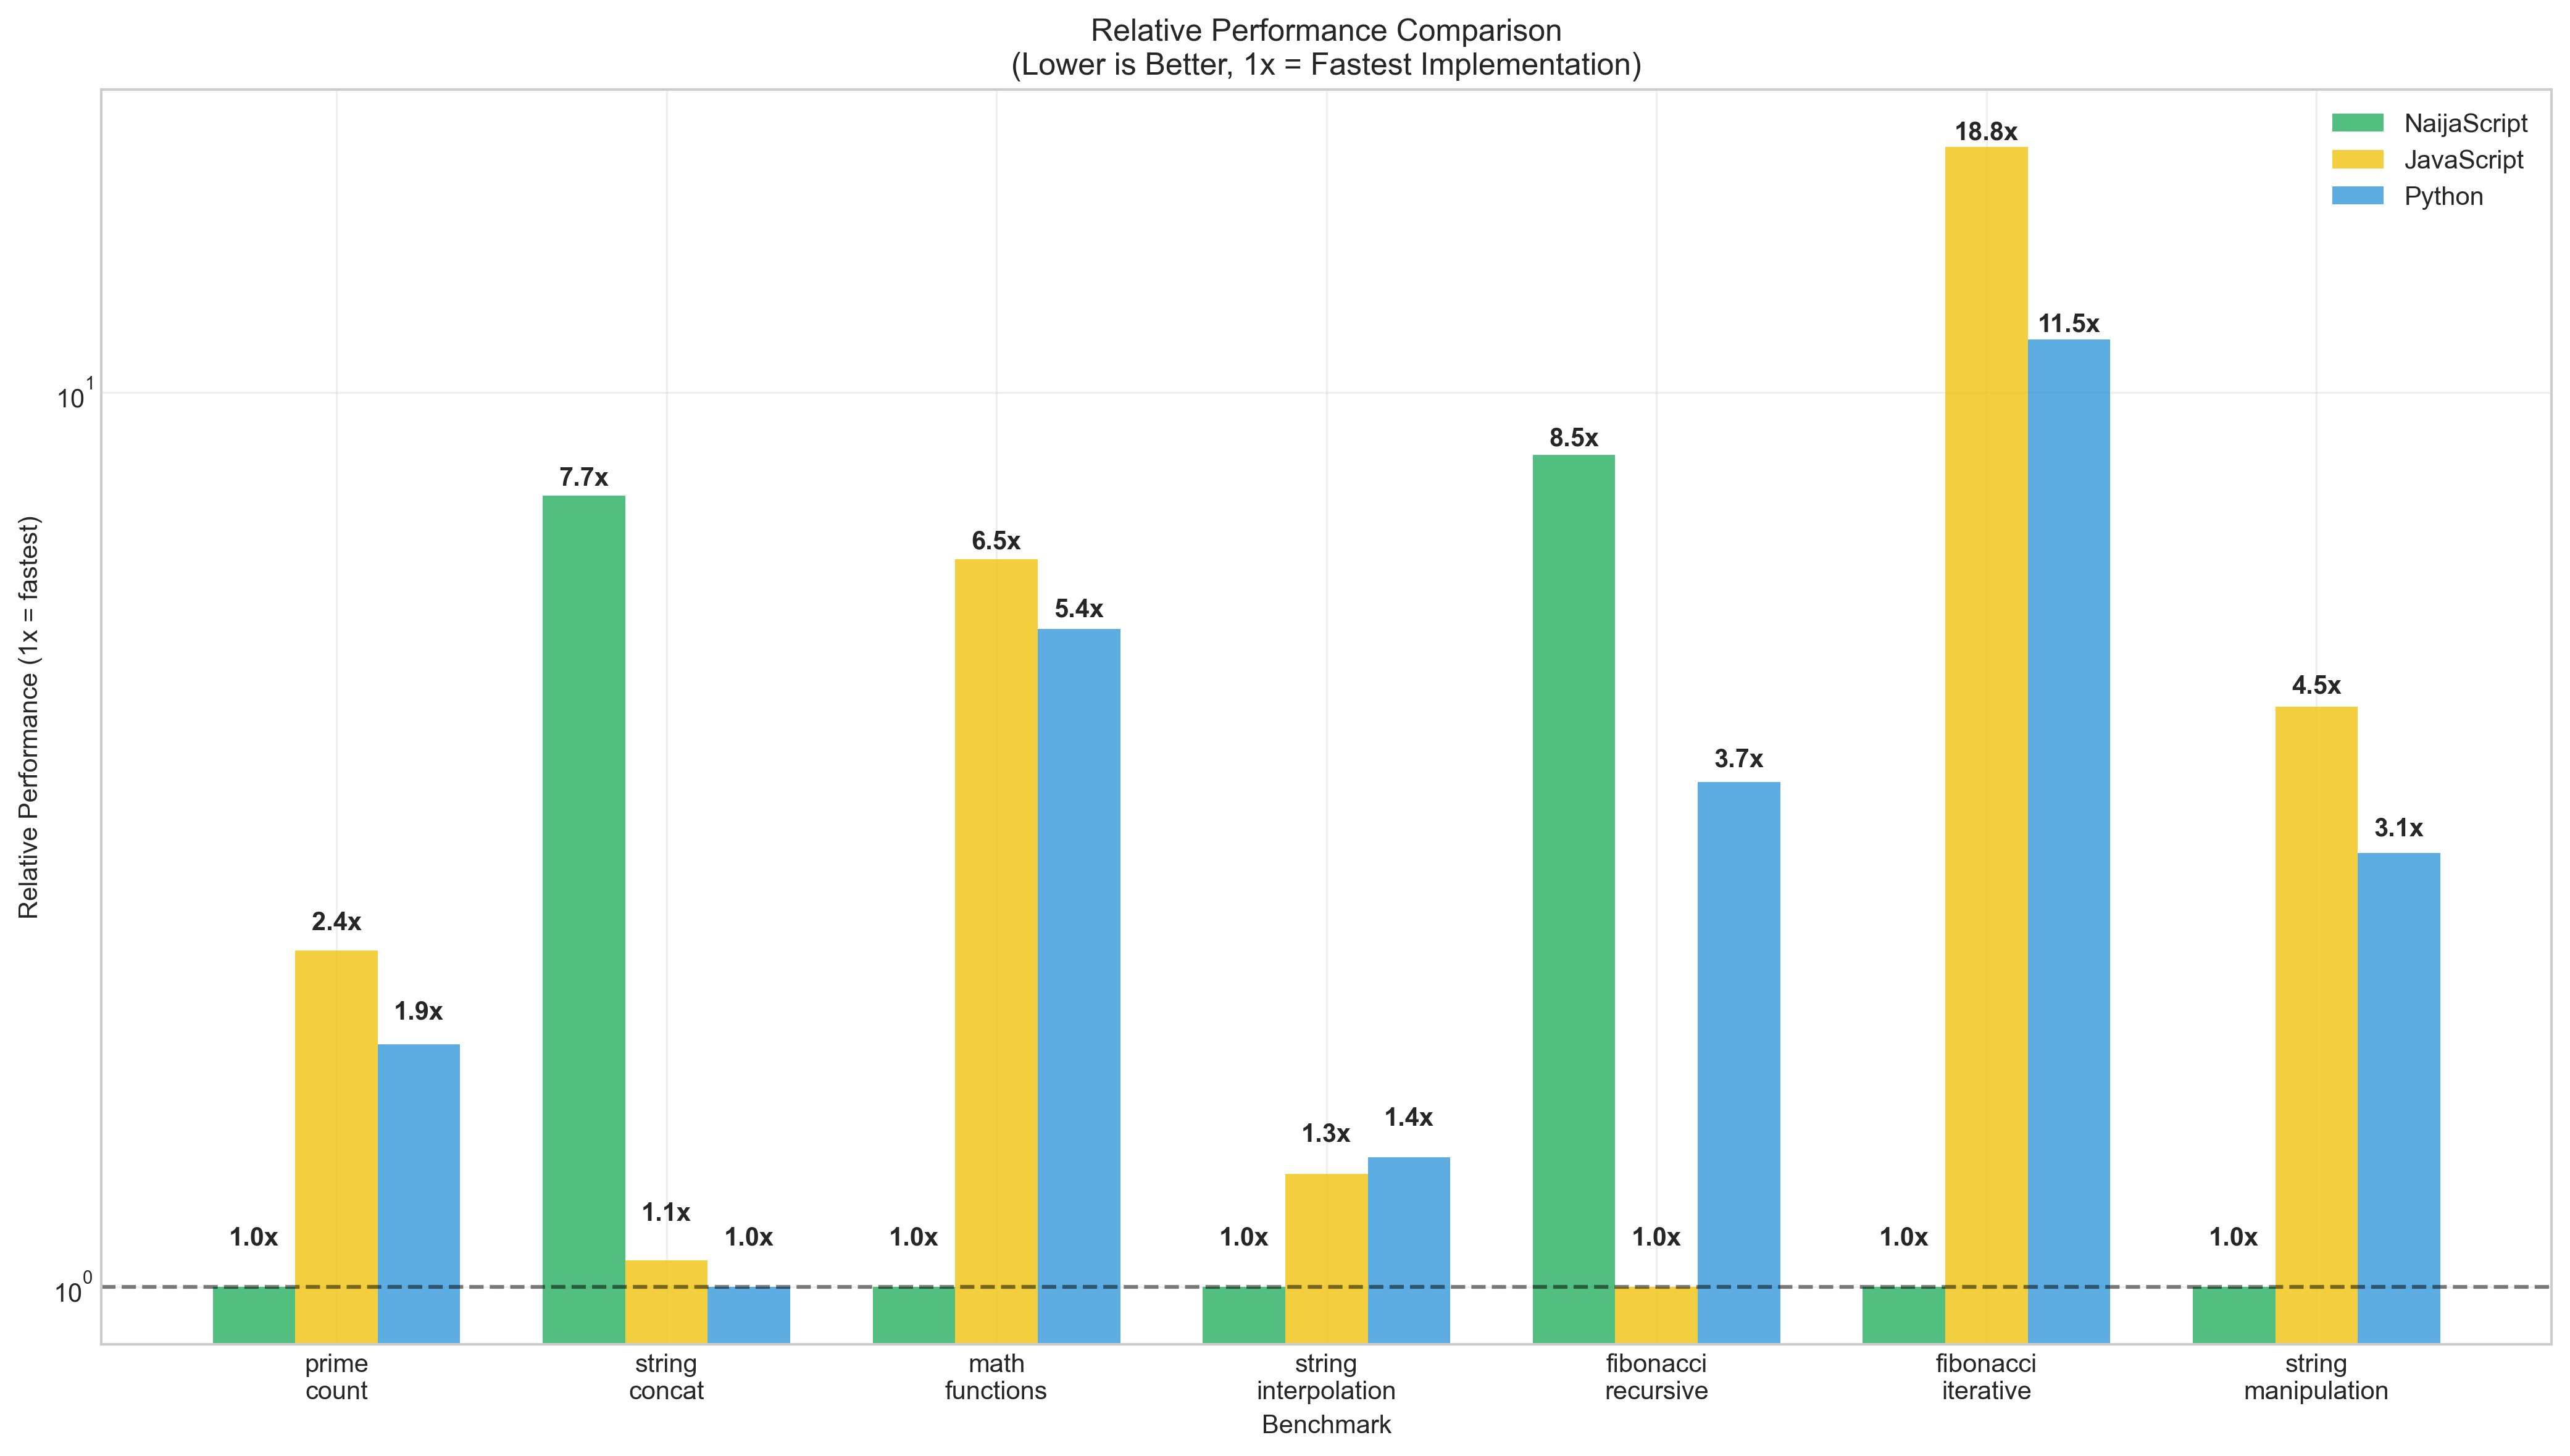 Relative Performance Comparison
(Lower is Better, 1x = Fastest Implementation)
NaijaScript
JavaScript
Python
Relative Performance (1x = fastest)
10^1
10^0
1.0x
2.4x
1.9x
7.7x
1.1x
1.0x
1.0x
6.5x
5.4x
1.0x
1.3x
1.4x
8.5x
1.0x
3.7x
1.0x
18.8x
11.5x
1.0x
4.5x
3.1x
prime
count
string
concat
math
functions
string
interpolation
fibonacci
recursive
fibonacci
iterative
string
manipulation
Benchmark